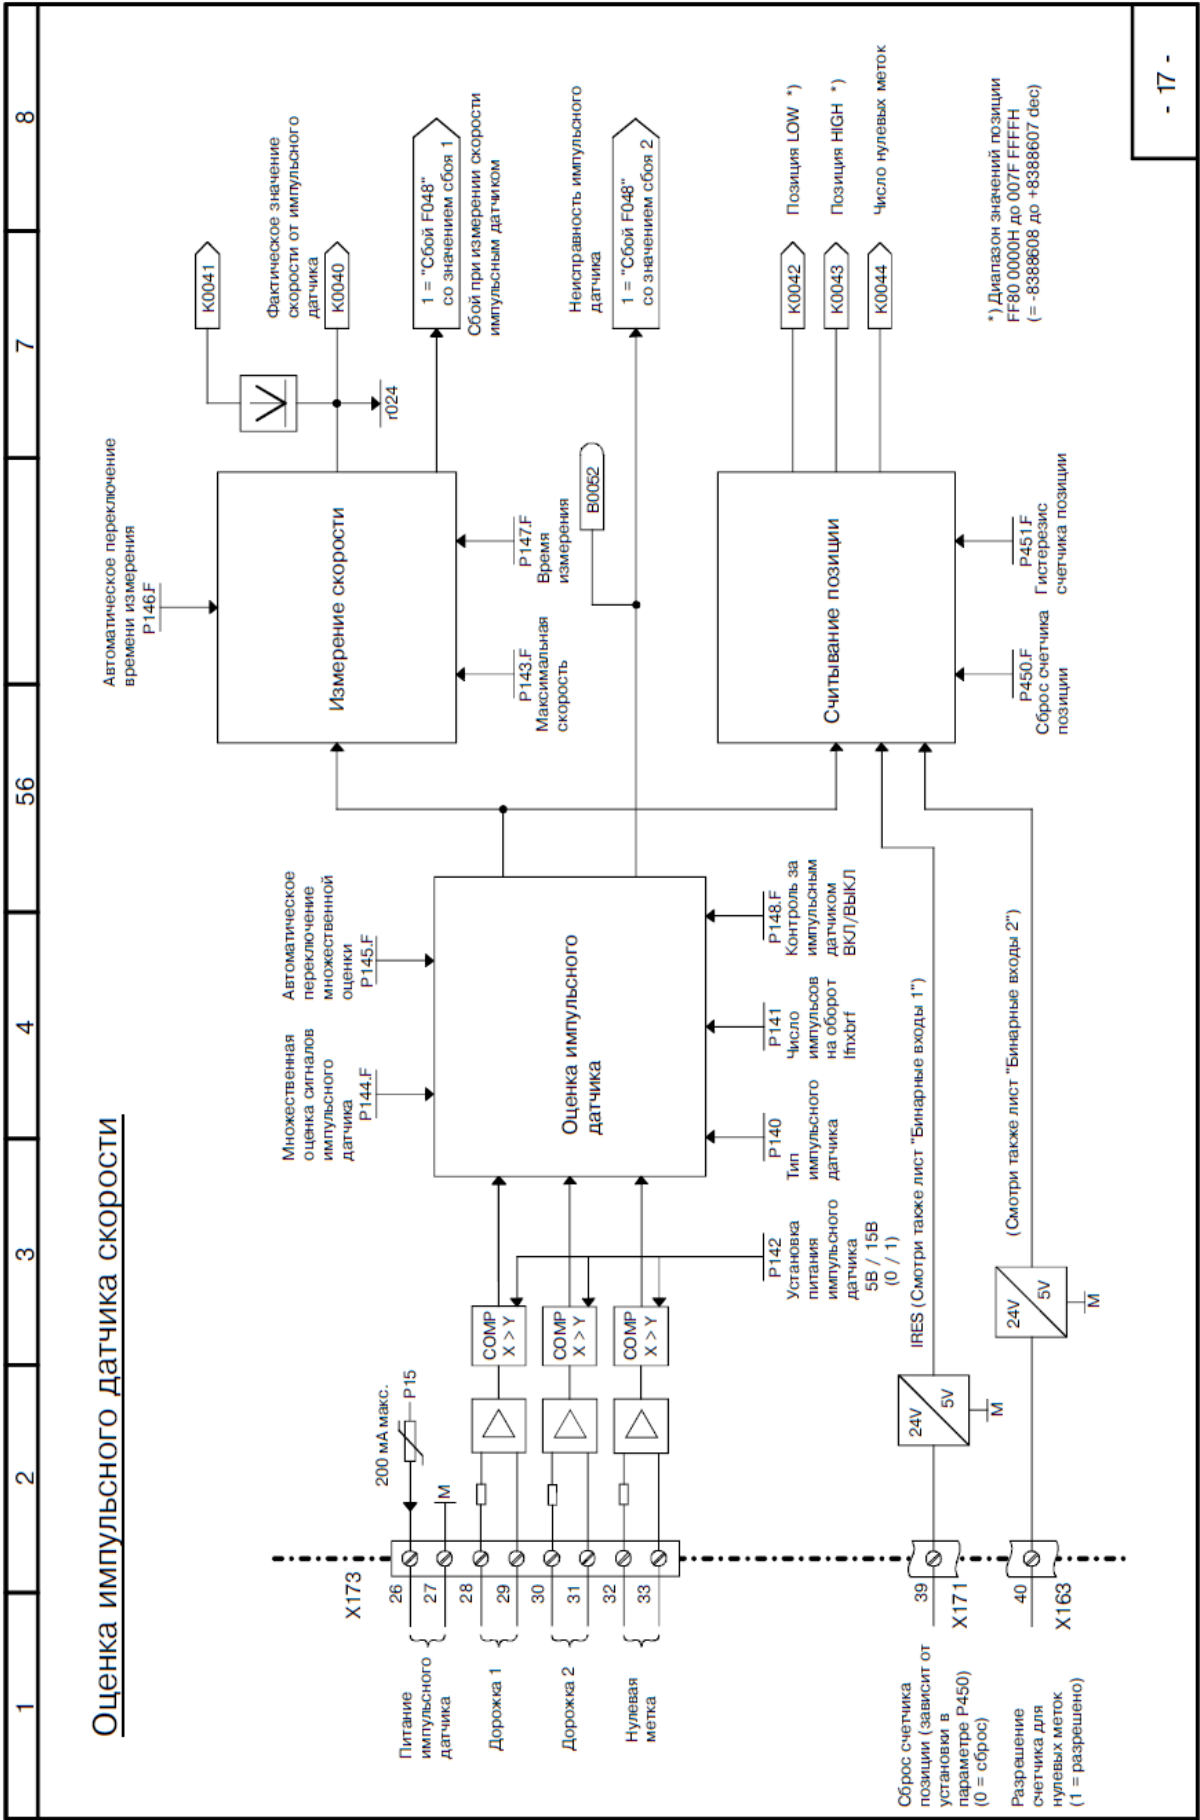 1
2
3
4
56
7
8
Оценка импульсного датчика скорости
Автоматическое переключение
времени измерения
P146.F
K0041
Фактическое значение
скорости от импульсного
датчика
K0040
r024
Измерение скорости
1 = "Сбой F048"
со значением сбоя 1
Сбой при измерении скорости
импульсным датчиком
P143.F
Максимальная
скорость
P147.F
Время
измерения
B0052
Неисправность импульсного
датчика
1 = "Сбой F048"
со значением сбоя 2
Множественная
оценка сигналов
импульсного
датчика
P144.F
Автоматическое
переключение
множественной
оценки
P145.F
Оценка импульсного
датчика
X173
200 мА макс.
P15
M
26
27
28
29
30
31
32
33
Питание
импульсного
датчика
Дорожка 1
Дорожка 2
Нулевая
метка
COMP
X > Y
COMP
X > Y
COMP
X > Y
P142
Установка
питания
импульсного
датчика
5В / 15В
(0 / 1)
P140
Тип
импульсного
датчика
P141
Число
импульсов
на оборот
Ifnxbrf
P148.F
Контроль за
импульсным
датчиком
ВКЛ/ВЫКЛ
Считывание позиции
K0042
Позиция LOW *)
K0043
Позиция HIGH *)
K0044
Число нулевых меток
P450.F
Сброс счетчика
позиции
P451.F
Гистерезис
счетчика позиции
*) Диапазон значений позиции
FF80 0000H до 007F FFFFH
(= -8388608 до +8388607 dec)
Сброс счетчика
позиции (зависит от
установки в
параметре P450)
(0 = сброс)
39
X171
24V
5V
M
IRES (Смотри также лист "Бинарные входы 1")
Разрешение
счетчика для
нулевых меток
(1 = разрешено)
40
X163
24V
5V
M
(Смотри также лист "Бинарные входы 2")
- 17 -